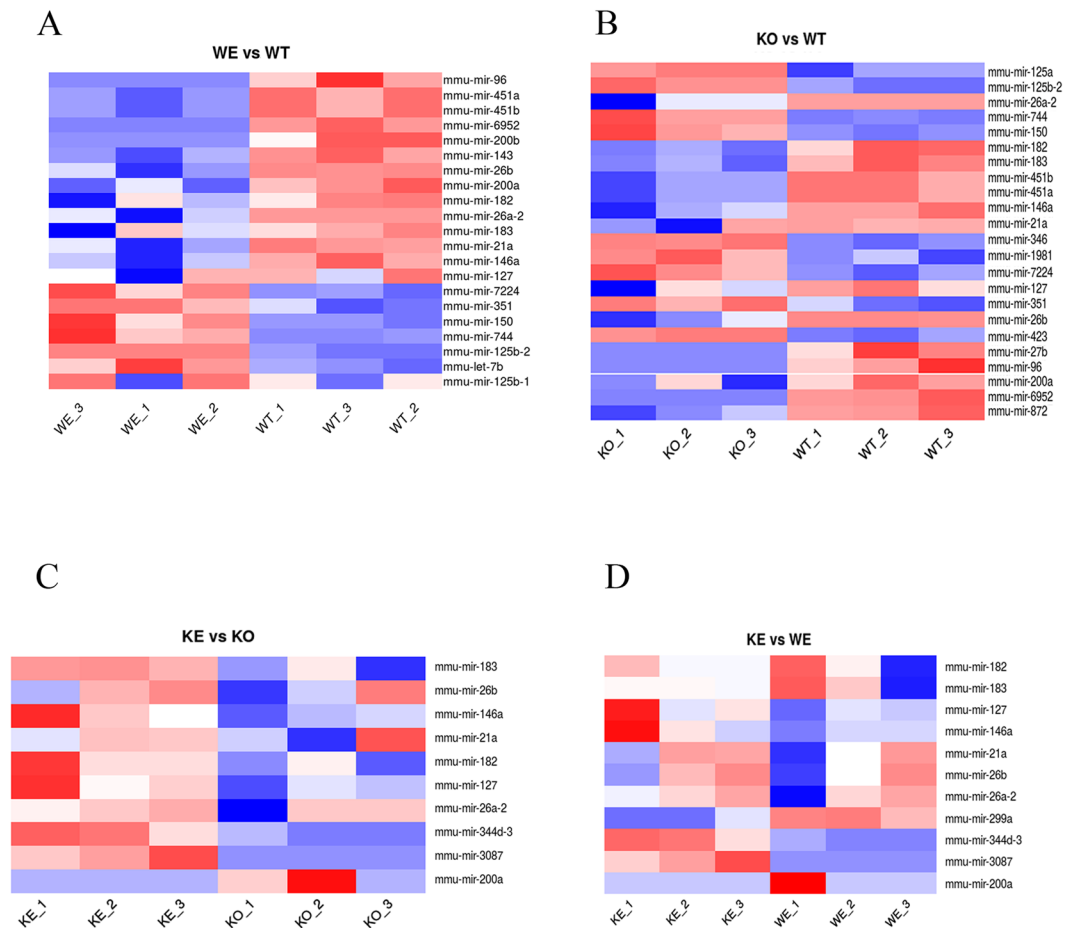 A
WE vs WT
mmu-mir-96
mmu-mir-451a
mmu-mir-451b
mmu-mir-6952
mmu-mir-200b
mmu-mir-143
mmu-mir-26b
mmu-mir-200a
mmu-mir-182
mmu-mir-26a-2
mmu-mir-183
mmu-mir-21a
mmu-mir-146a
mmu-mir-127
mmu-mir-7224
mmu-mir-351
mmu-mir-150
mmu-mir-744
mmu-mir-125b-2
mmu-let-7b
mmu-mir-125b-1
WE_3 WE_1 WE_2 WT_1 WT_3 WT_2
B
KO vs WT
mmu-mir-125a
mmu-mir-125b-2
mmu-mir-26a-2
mmu-mir-744
mmu-mir-150
mmu-mir-182
mmu-mir-183
mmu-mir-451b
mmu-mir-451a
mmu-mir-146a
mmu-mir-21a
mmu-mir-346
mmu-mir-1981
mmu-mir-7224
mmu-mir-127
mmu-mir-351
mmu-mir-26b
mmu-mir-423
mmu-mir-27b
mmu-mir-96
mmu-mir-200a
mmu-mir-6952
mmu-mir-872
KO_1 KO_2 KO_3 WT_1 WT_2 WT_3
C
KE vs KO
mmu-mir-183
mmu-mir-26b
mmu-mir-146a
mmu-mir-21a
mmu-mir-182
mmu-mir-127
mmu-mir-26a-2
mmu-mir-344d-3
mmu-mir-3087
mmu-mir-200a
KE_1 KE_2 KE_3 KO_1 KO_2 KO_3
D
KE vs WE
mmu-mir-182
mmu-mir-183
mmu-mir-127
mmu-mir-146a
mmu-mir-21a
mmu-mir-26b
mmu-mir-26a-2
mmu-mir-299a
mmu-mir-344d-3
mmu-mir-3087
mmu-mir-200a
KE_1 KE_2 KE_3 WE_1 WE_2 WE_3